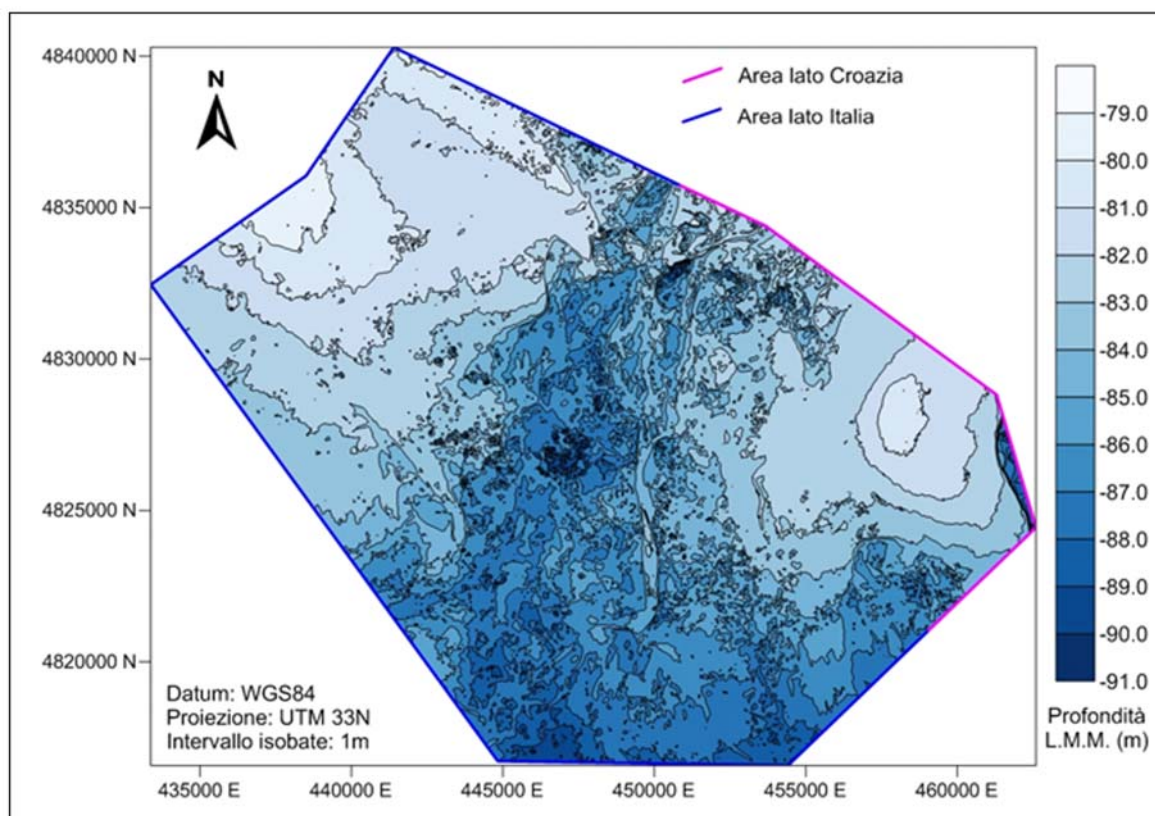 4840000 N
4835000 N
4830000 N
4825000 N
4820000 N
N
Area lato Croazia
Area lato Italia
Datum: WGS84
Proiezione: UTM 33N
Intervallo isobate: 1m
435000 E
440000 E
445000 E
450000 E
455000 E
460000 E
-79.0
-80.0
-81.0
-82.0
-83.0
-84.0
-85.0
-86.0
-87.0
-88.0
-89.0
-90.0
-91.0
Profondità
L.M.M. (m)